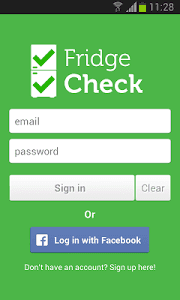 11:28
Fridge
Check
email
password
Sign in Clear
Or
Log in with Facebook
Don't have an account? Sign up here!